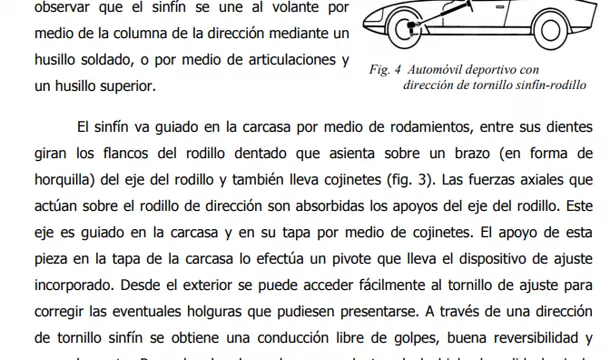 observar que el sinfín se une al volante por
medio de la columna de la dirección mediante un
husillo soldado, o por medio de articulaciones y
un husillo superior.
Fig. 4 Automóvil deportivo con
dirección de tornillo sinfín-rodillo
El sinfín va guiado en la carcasa por medio de rodamientos, entre sus dientes
giran los flancos del rodillo dentado que asienta sobre un brazo (en forma de
horquilla) del eje del rodillo y también lleva cojinetes (fig. 3). Las fuerzas axiales que
actúan sobre el rodillo de dirección son absorbidas los apoyos del eje del rodillo. Este
eje es guiado en la carcasa y en su tapa por medio de cojinetes. El apoyo de esta
pieza en la tapa de la carcasa lo efectúa un pivote que lleva el dispositivo de ajuste
incorporado. Desde el exterior se puede acceder fácilmente al tornillo de ajuste para
corregir las eventuales holguras que pudiesen presentarse. A través de una dirección
de tornillo sinfín se obtiene una conducción libre de golpes, buena reversibilidad y